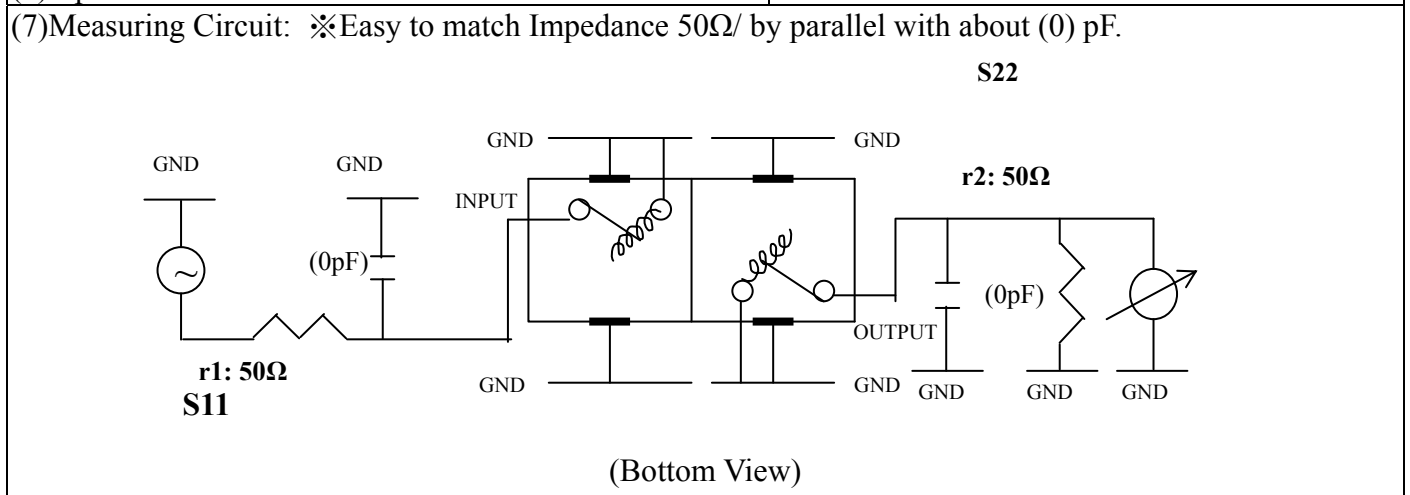 (7)Measuring Circuit: ※Easy to match Impedance 50Ω/ by parallel with about (0) pF.
S22
GND GND
GND GND
r2: 50Ω
INPUT
(0pF)
(0pF)
OUTPUT
r1: 50Ω
GND GND
GND GND GND
S11
(Bottom View)